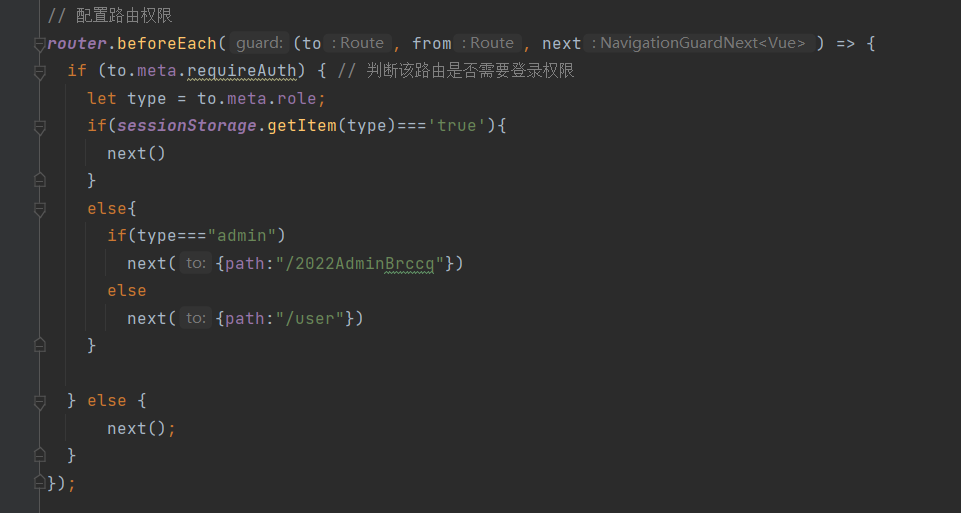 // 配置路由权限
router.beforeEach( guard: (to : Route , from : Route , next : NavigationGuardNext<Vue> ) => {
if (to.meta.requireAuth) { // 判断该路由是否需要登录权限
let type = to.meta.role;
if(sessionStorage.getItem(type)==='true'){
next()
}
else{
if(type==="admin")
next( to: {path:"/2022AdminBrccq"})
else
next( to: {path:"/user"})
}
} else {
next();
}
});